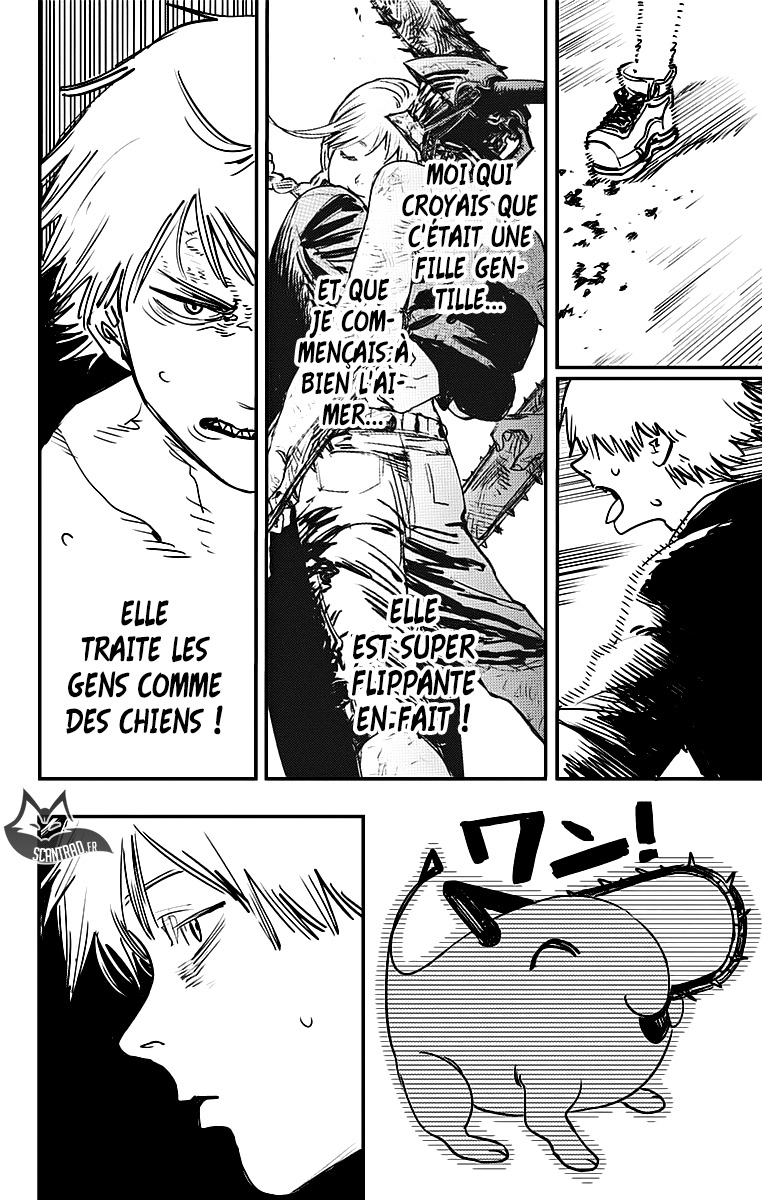 MOI QUI
CROYAIS QUE
C'ÉTAIT UNE
FILLE GEN-
TILLE...
ET QUE
JE COM-
MENÇAIS À
BIEN L'AI-
MER...
ELLE
EST SUPER
FLIPPANTE
EN FAIT !
ELLE
TRAITE LES
GENS COMME
DES CHIENS !
ワン!
SCANTRAD.FR